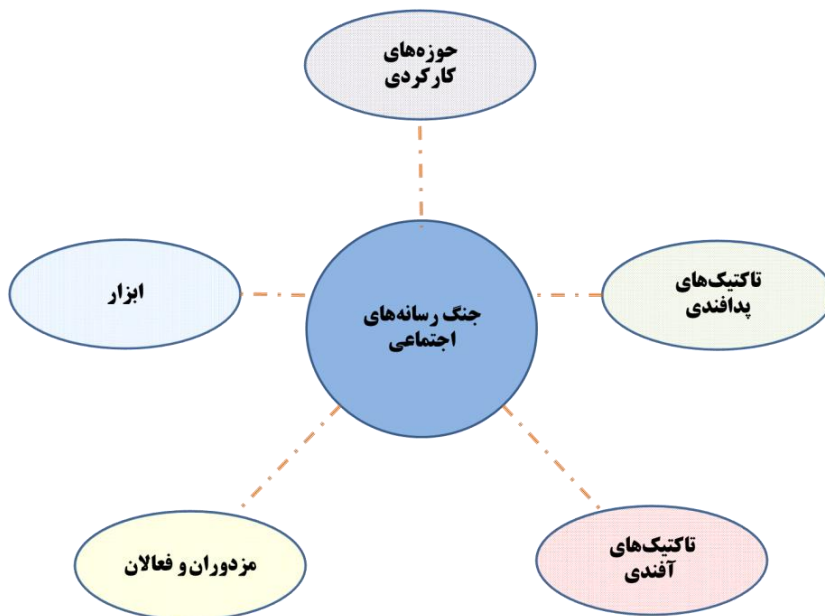 حوزه‌های
کارکردی
تاکتیک‌های
پدافندی
ابزار
جنگ رسانه‌های
اجتماعی
تاکتیک‌های
آفندی
مزدوران و فعالان